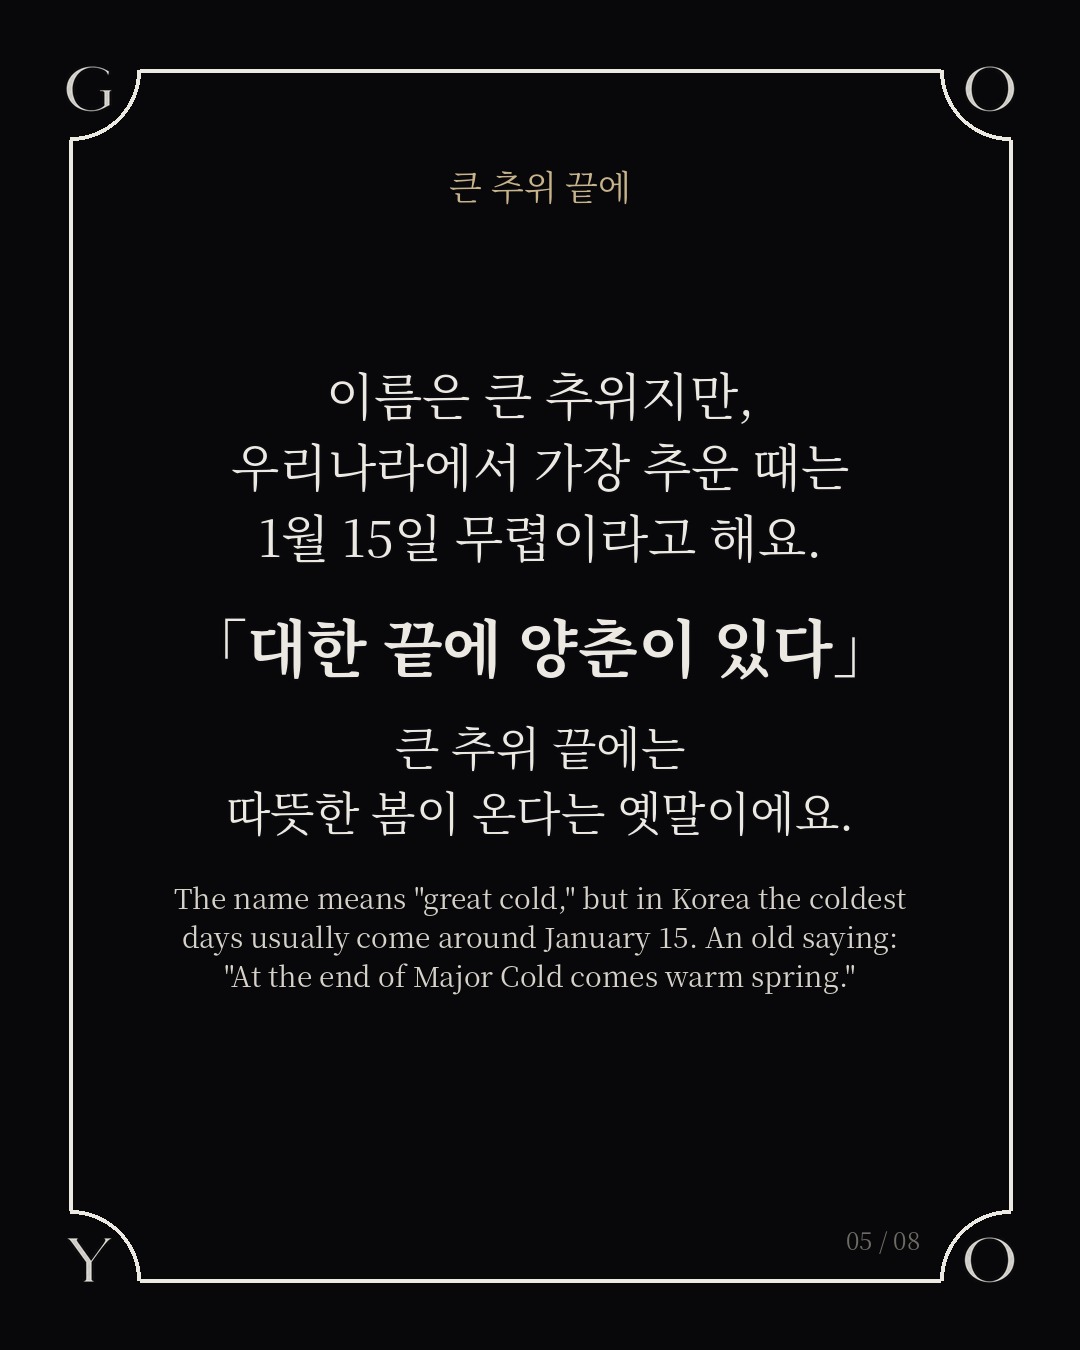 G O
큰 추위 끝에
이름은 큰 추위지만,
우리나라에서 가장 추운 때는
1월 15일 무렵이라고 해요.
「대한 끝에 양춘이 있다」
큰 추위 끝에는
따뜻한 봄이 온다는 옛말이에요.
The name means "great cold," but in Korea the coldest
days usually come around January 15. An old saying:
"At the end of Major Cold comes warm spring."
05 / 08
Y O